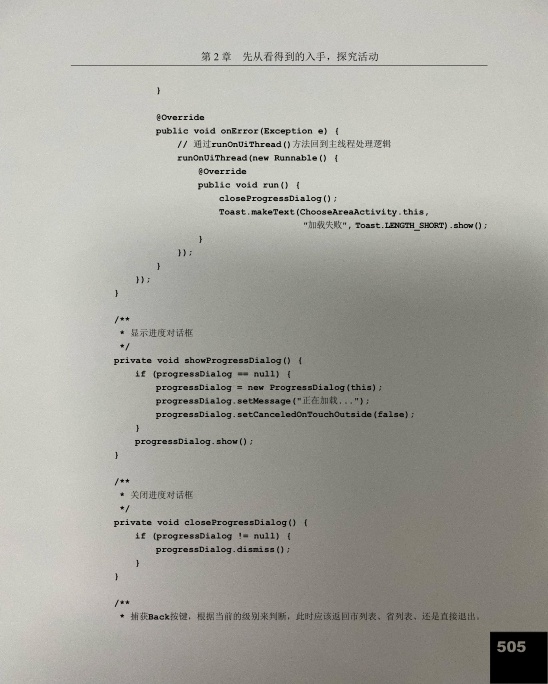 第 2 章　先从看得到的入手，探究活动
}
@Override
public void onError(Exception e) {
// 通过runOnUiThread()方法回到主线程处理逻辑
runOnUiThread(new Runnable() {
@Override
public void run() {
closeProgressDialog();
Toast.makeText(ChooseAreaActivity.this,
"加载失败", Toast.LENGTH_SHORT).show();
}
});
}
});
}
/**
* 显示进度对话框
*/
private void showProgressDialog() {
if (progressDialog == null) {
progressDialog = new ProgressDialog(this);
progressDialog.setMessage("正在加载...");
progressDialog.setCanceledOnTouchOutside(false);
}
progressDialog.show();
}
/**
* 关闭进度对话框
*/
private void closeProgressDialog() {
if (progressDialog != null) {
progressDialog.dismiss();
}
}
/**
* 捕获Back按键，根据当前的级别来判断，此时应该返回市列表、省列表、还是直接退出。
505